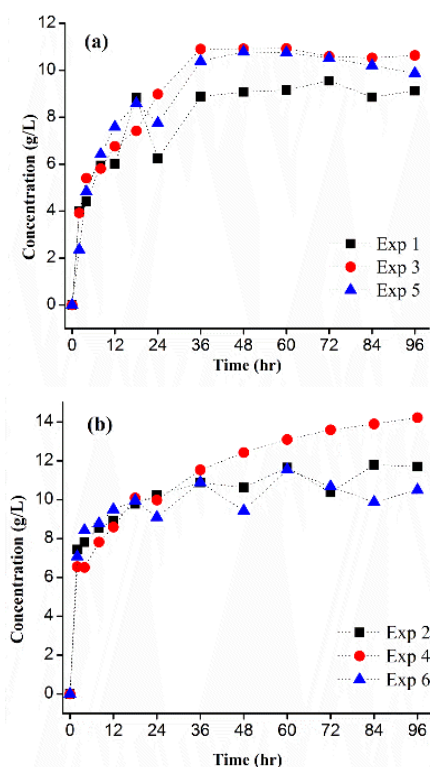 (a)
Concentration (g/L)
12
10
8
6
4
2
0
Exp 1
Exp 3
Exp 5
0 12 24 36 48 60 72 84 96
Time (hr)
(b)
Concentration (g/L)
14
12
10
8
6
4
2
0
Exp 2
Exp 4
Exp 6
0 12 24 36 48 60 72 84 96
Time (hr)